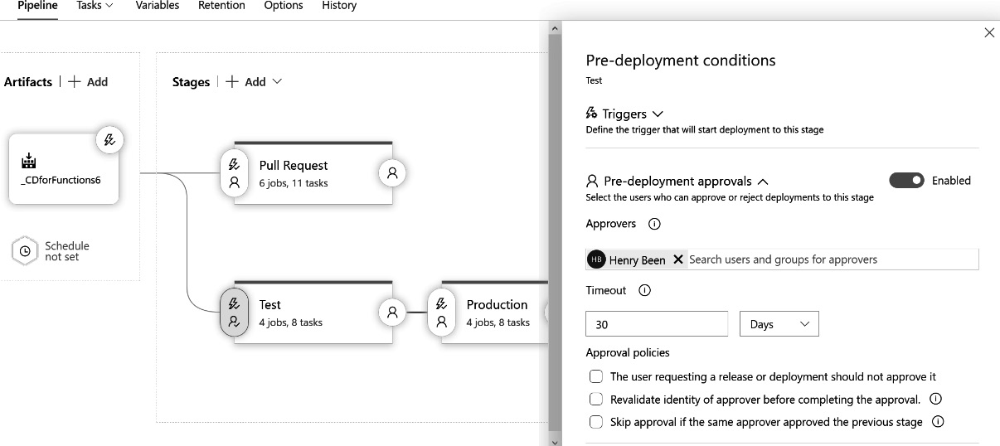 Pipeline Tasks Variables Retention Options History
Artifacts | + Add
_CDforFunctions6
Schedule
not set
Stages | + Add
Pull Request
6 jobs, 11 tasks
Test
4 jobs, 8 tasks
Production
4 jobs, 8 tasks
Pre-deployment conditions
Test
Triggers
Define the trigger that will start deployment to this stage
Pre-deployment approvals
Enabled
Select the users who can approve or reject deployments to this stage
Approvers
HB Henry Been Search users and groups for approvers
Timeout
30 Days
Approval policies
The user requesting a release or deployment should not approve it
Revalidate identity of approver before completing the approval.
Skip approval if the same approver approved the previous stage